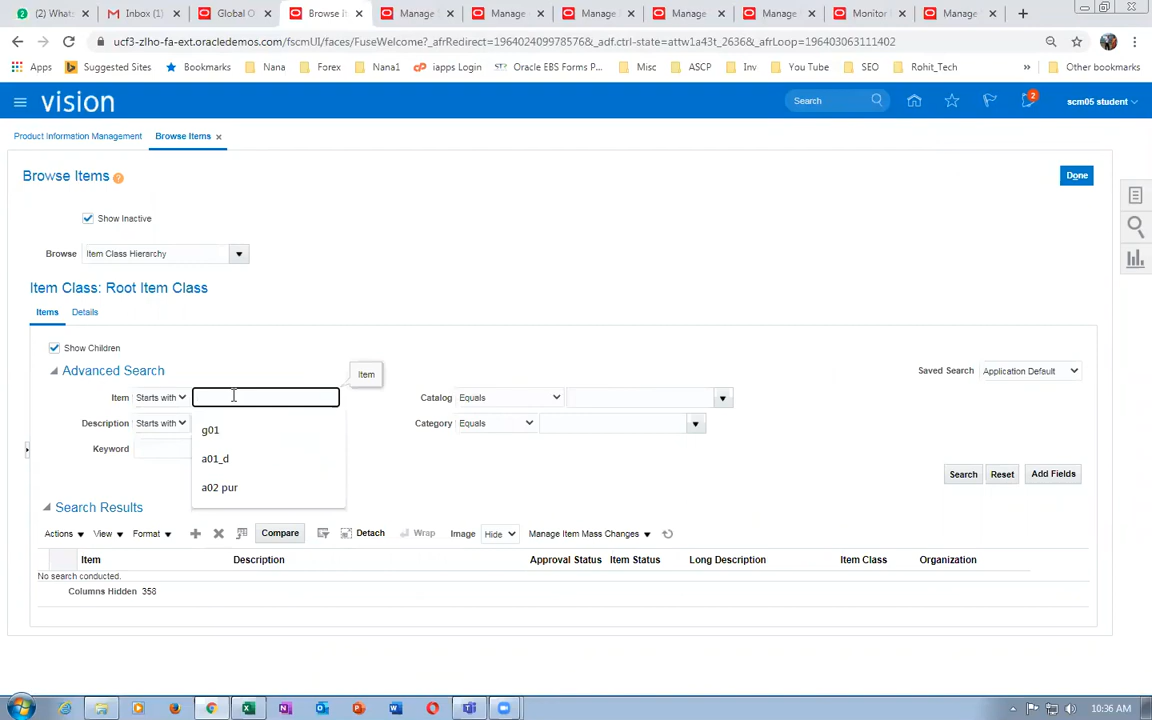 (2) Whats
Inbox (1)
Global O
Browse It
Manage
Manage
Manage
Manage
Manage
Monitor
Manage
ucf3-zlho-fa-ext.oracledemos.com/fscmUI/faces/FuseWelcome?_afrRedirect=196402409978576&_adf.ctrl-state=attw1a43t_2636&_afrLoop=196403063111402
Apps
Suggested Sites
Bookmarks
Nana
Forex
Nana1
iapps Login
Oracle EBS Forms P...
Misc
ASCP
Inv
You Tube
SEO
Rohit_Tech
»
Other bookmarks
vision
Search
2
scm05 student
Product Information Management
Browse Items
Browse Items
Done
Show Inactive
Browse Item Class Hierarchy
Item Class: Root Item Class
Items Details
Show Children
Advanced Search
Item
Saved Search Application Default
Item Starts with
Catalog Equals
Description Starts with
g01
Category Equals
Keyword
a01_d
a02 pur
Search Reset Add Fields
Search Results
Actions View Format Compare Detach Wrap Image Hide Manage Item Mass Changes
Item Description Approval Status Item Status Long Description Item Class Organization
No search conducted.
Columns Hidden 358
10:36 AM